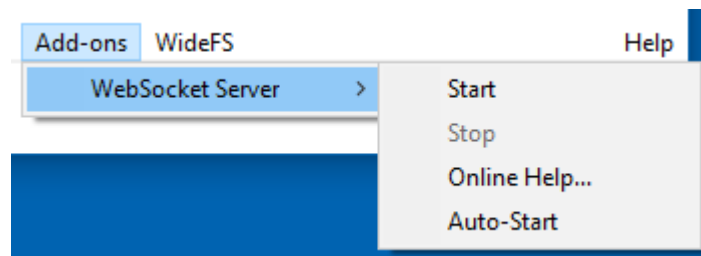 Add-ons WideFS Help
WebSocket Server > Start
Stop
Online Help...
Auto-Start